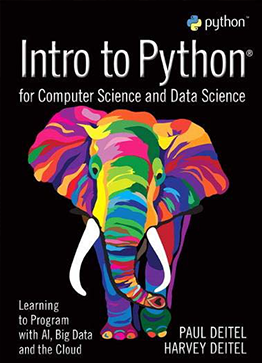 python™
Intro to Python®
for Computer Science and Data Science
Learning
to Program
with AI, Big Data
and the Cloud
PAUL DEITEL
HARVEY DEITEL